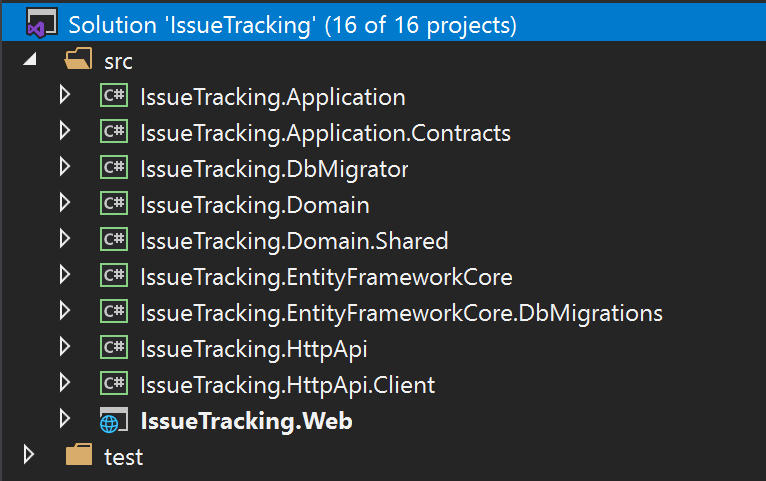 Solution 'IssueTracking' (16 of 16 projects)
src
C# IssueTracking.Application
C# IssueTracking.Application.Contracts
C# IssueTracking.DbMigrator
C# IssueTracking.Domain
C# IssueTracking.Domain.Shared
C# IssueTracking.EntityFrameworkCore
C# IssueTracking.EntityFrameworkCore.DbMigrations
C# IssueTracking.HttpApi
C# IssueTracking.HttpApi.Client
IssueTracking.Web
test